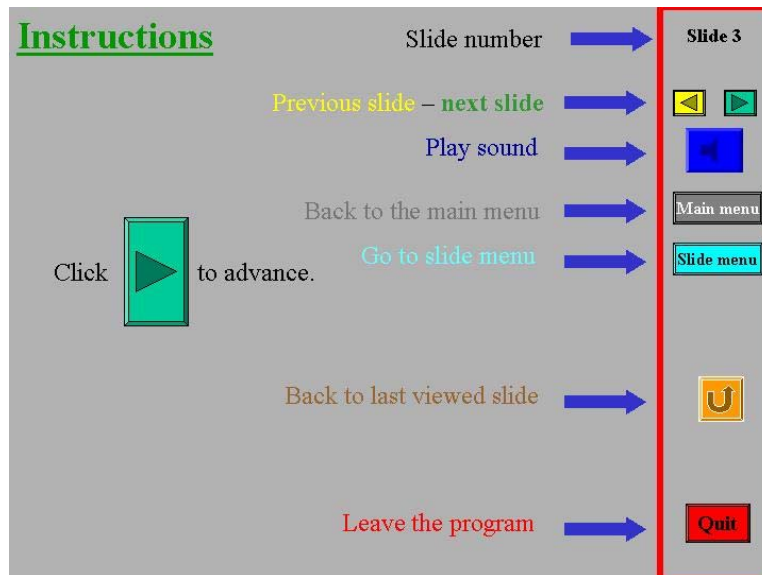 Instructions
Slide number
Slide 3
Previous slide – next slide
Play sound
Back to the main menu
Main menu
Go to slide menu
Slide menu
Click to advance.
Back to last viewed slide
Leave the program
Quit